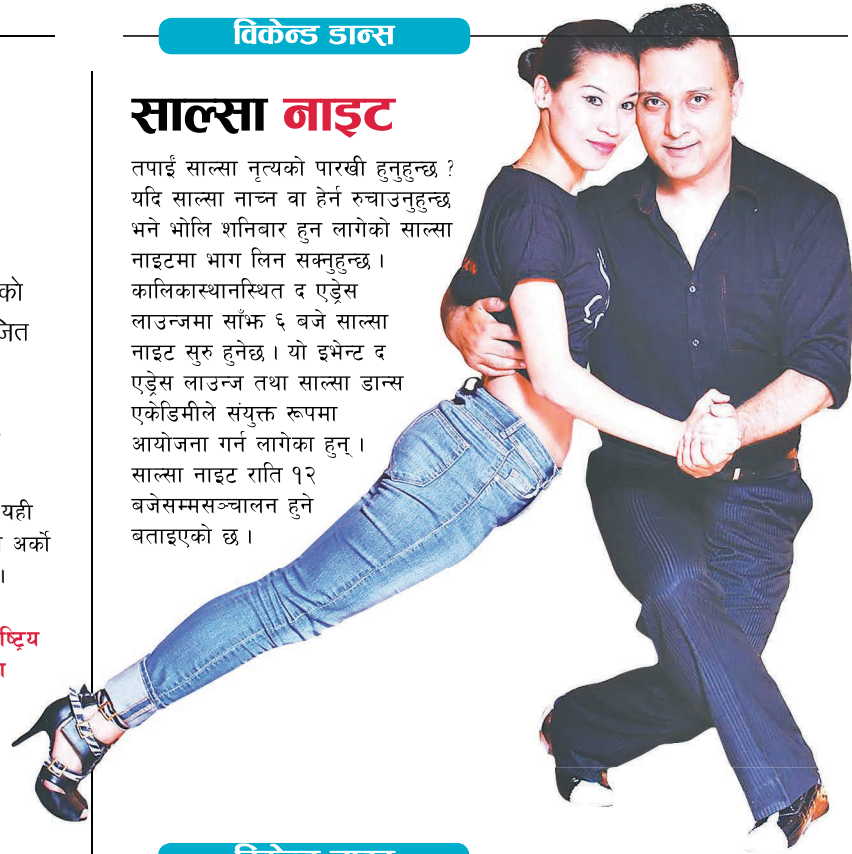 विकेन्ड डान्स
साल्सा नाइट
तपाईं साल्सा नृत्यको पारखी हुनुहुन्छ ?
यदि साल्सा नाच्न वा हेर्न रुचाउनुहुन्छ
भने भोलि शनिबार हुन लागेको साल्सा
नाइटमा भाग लिन सक्नुहुन्छ ।
कालिकास्थानस्थित द एड्रेस
लाउन्जमा साँझ ६ बजे साल्सा
नाइट सुरु हुनेछ । यो इभेन्ट द
एड्रेस लाउन्ज तथा साल्सा डान्स
एकेडिमीले संयुक्त रूपमा
आयोजना गर्न लागेका हुन् ।
साल्सा नाइट राति १२
बजेसम्मसञ्चालन हुने
बताइएको छ ।
को
यही
अर्को
।